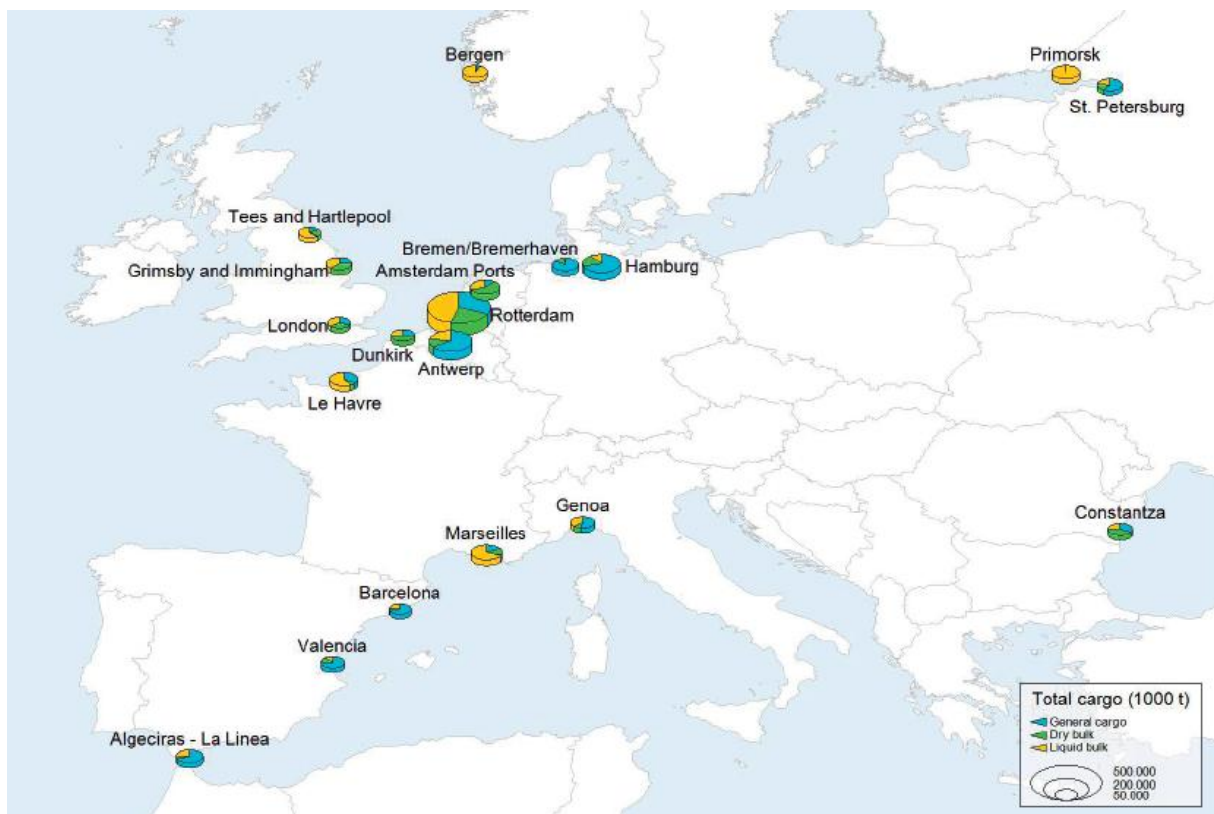 Bergen
Primorsk
St. Petersburg
Tees and Hartlepool
Bremen/Bremerhaven
Grimsby and Immingham
Amsterdam Ports
Hamburg
Rotterdam
London
Dunkirk
Antwerp
Le Havre
Genoa
Constantza
Marseilles
Barcelona
Valencia
Algeciras - La Linea
Total cargo (1000 t)
General cargo
Dry bulk
Liquid bulk
500.000
200.000
50.000